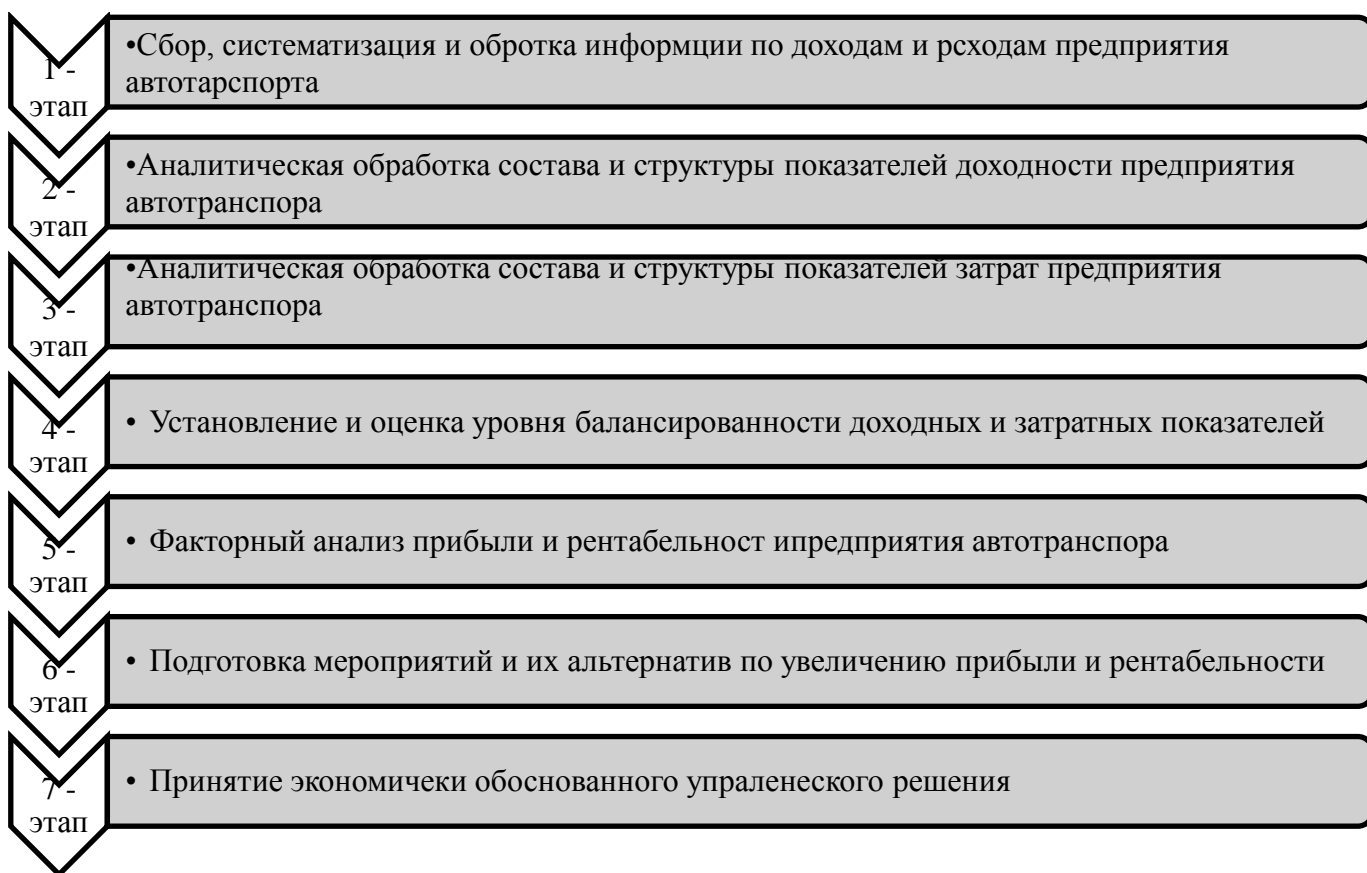 1 -
этап
•Сбор, систематизация и обротка информции по доходам и рсходам предприятия
автотарспорта
2 -
этап
•Аналитическая обработка состава и структуры показателей доходности предприятия
автотранспора
3 -
этап
•Аналитическая обработка состава и структуры показателей затрат предприятия
автотранспора
4 -
этап
• Установление и оценка уровня балансированности доходных и затратных показателей
5 -
этап
• Факторный анализ прибыли и рентабельност ипредприятия автотранспора
6 -
этап
• Подготовка мероприятий и их альтернатив по увеличению прибыли и рентабельности
7 -
этап
• Принятие экономичеки обоснованного упраленеского решения